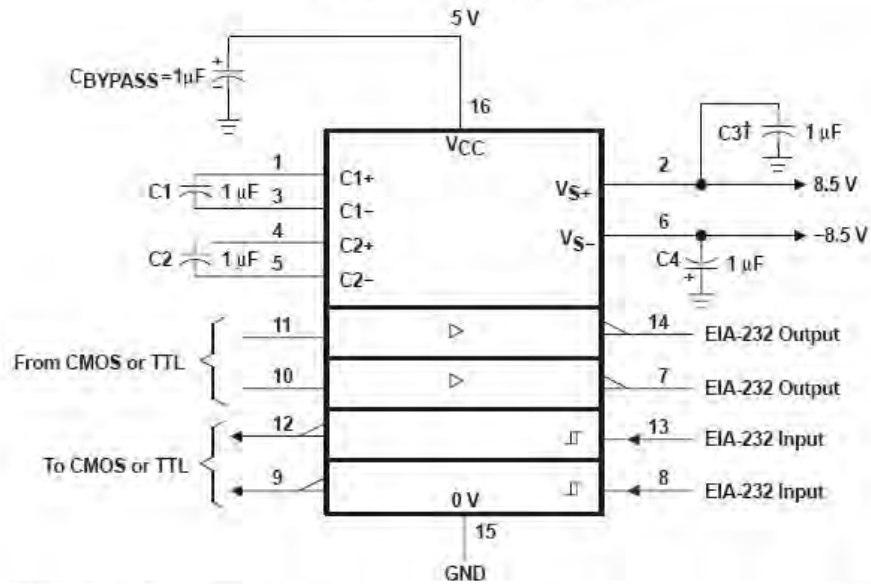 5 V
CBYPASS=1μF
+
–
16
VCC
C3† 1 μF
1
C1+
C1 1 μF
3
C1–
2
VS+
8.5 V
4
C2+
6
VS–
–8.5 V
C2 1 μF
5
C2–
C4 1 μF
+
11
14
EIA-232 Output
From CMOS or TTL
10
7
EIA-232 Output
12
13
EIA-232 Input
To CMOS or TTL
9
8
EIA-232 Input
0 V
15
GND